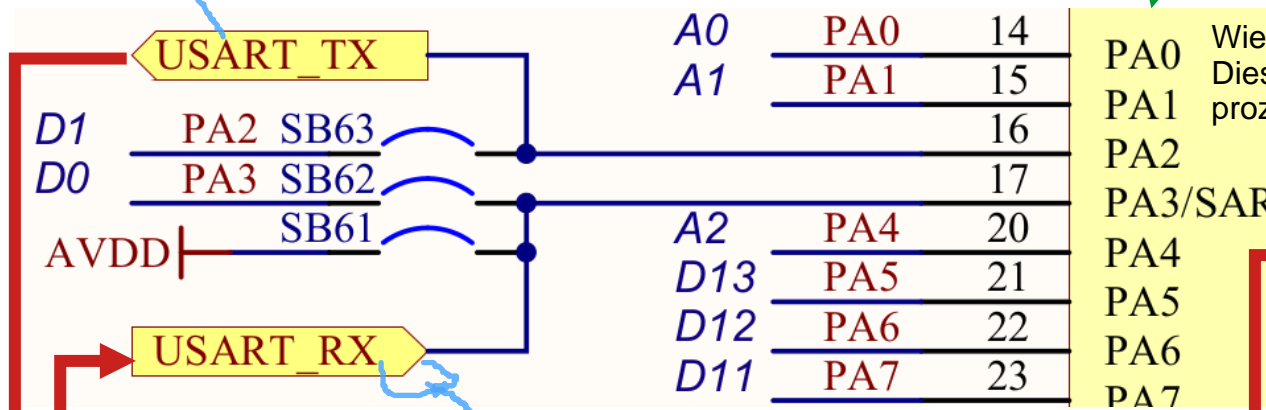 USART_TX
D1 PA2 SB63
D0 PA3 SB62
SB61
AVDD
USART_RX
A0 PA0 14
A1 PA1 15
16
17
A2 PA4 20
D13 PA5 21
D12 PA6 22
D11 PA7 23
PA0
PA1
PA2
PA3/SAR
PA4
PA5
PA6
PA7
Wie
Dies
proz